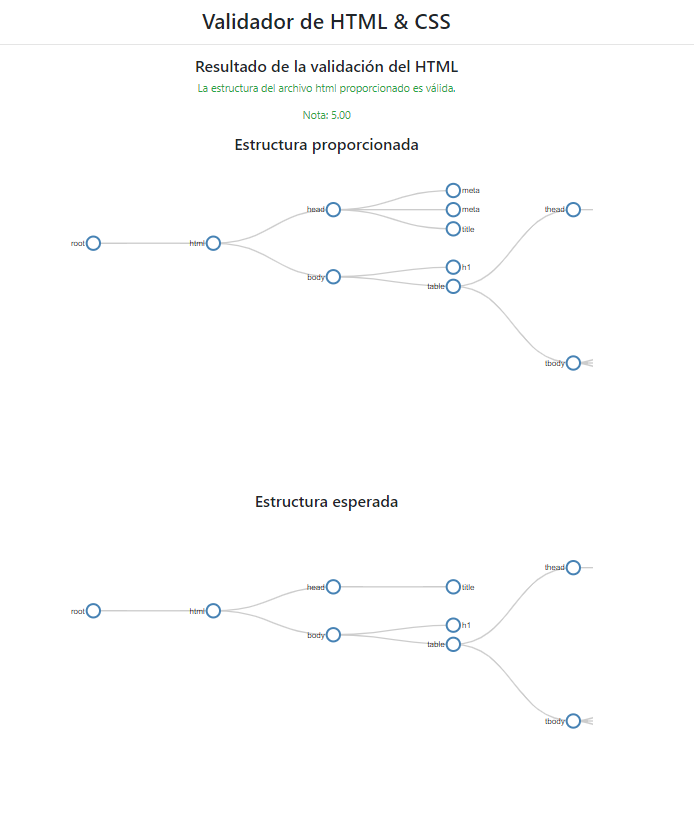 Validador de HTML & CSS
Resultado de la validación del HTML
La estructura del archivo html proporcionado es válida.
Nota: 5.00
Estructura proporcionada
meta
head
meta
thead
title
root
html
h1
body
table
tbody
Estructura esperada
thead
head
title
root
html
h1
body
table
tbody